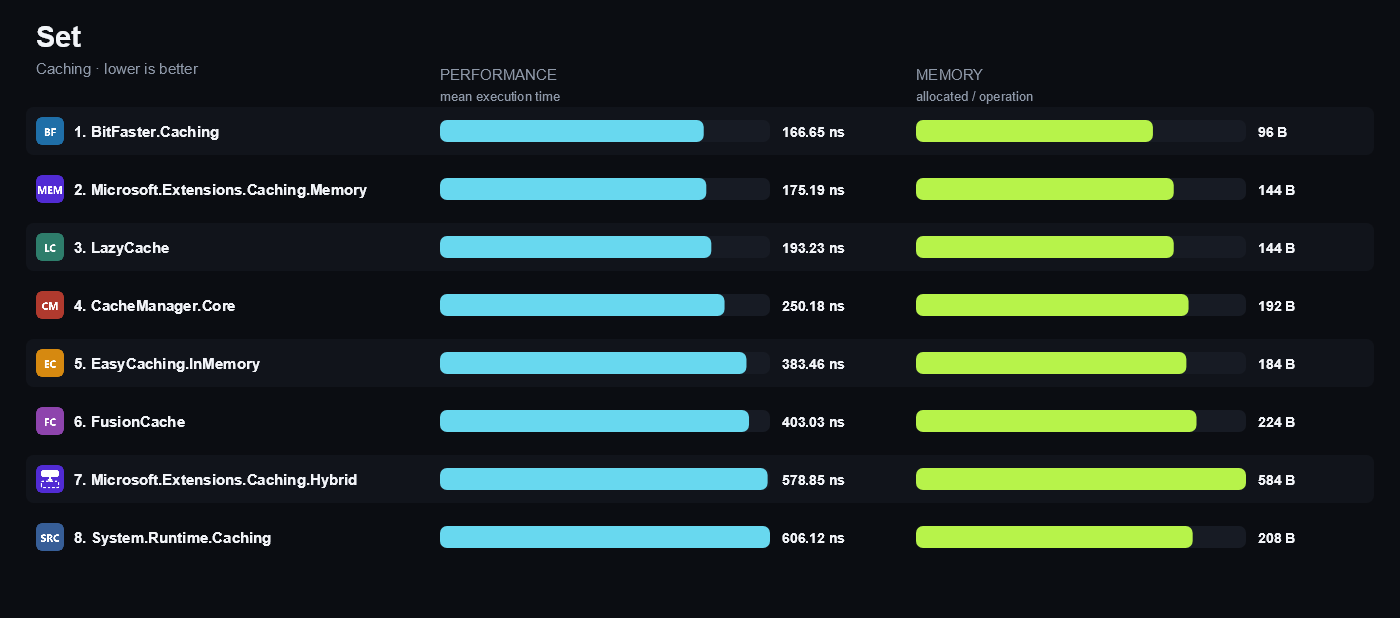 Set
Caching · lower is better
PERFORMANCE
mean execution time
MEMORY
allocated / operation
BF 1. BitFaster.Caching 166.65 ns 96 B
MEM 2. Microsoft.Extensions.Caching.Memory 175.19 ns 144 B
LC 3. LazyCache 193.23 ns 144 B
CM 4. CacheManager.Core 250.18 ns 192 B
EC 5. EasyCaching.InMemory 383.46 ns 184 B
FC 6. FusionCache 403.03 ns 224 B
7. Microsoft.Extensions.Caching.Hybrid 578.85 ns 584 B
SRC 8. System.Runtime.Caching 606.12 ns 208 B